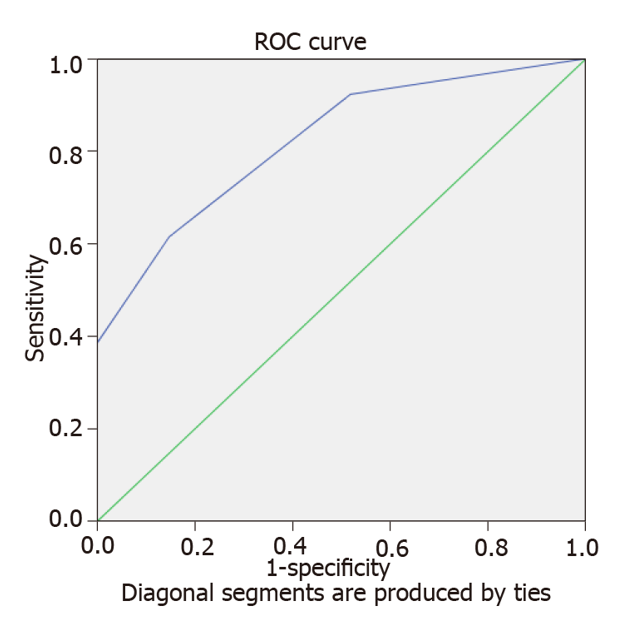 ROC curve
1.0
0.8
0.6
0.4
0.2
0.0
Sensitivity
0.0 0.2 0.4 0.6 0.8 1.0
1-specificity
Diagonal segments are produced by ties